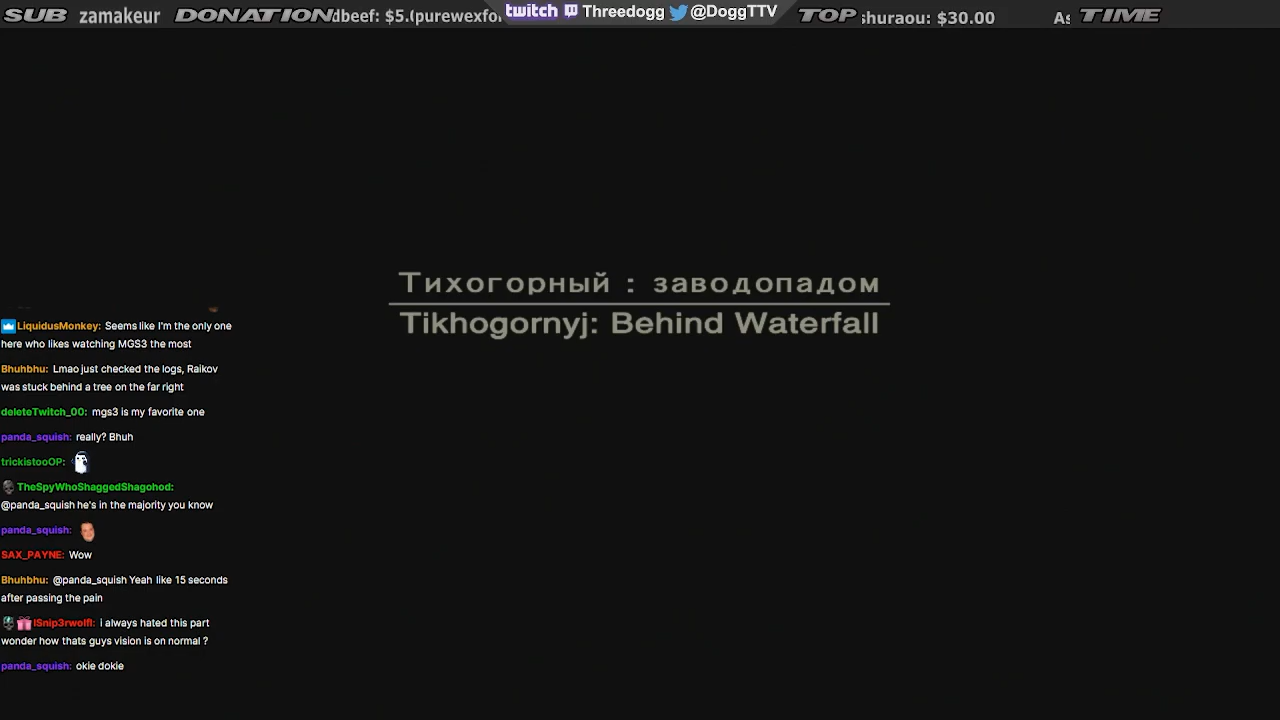 SUB zamakeur DONATION dbeef: $5.(purewexfo twitch Threedogg @DoggTTV TOP shuraou: $30.00 As TIME
Тихогорный : заводопадом
Tikhogornyj: Behind Waterfall
LiquidusMonkey: Seems like I'm the only one
here who likes watching MGS3 the most
Bhuhbhu: Lmao just checked the logs, Raikov
was stuck behind a tree on the far right
deleteTwitch_00: mgs3 is my favorite one
panda_squish: really? Bhuh
trickistooOP:
TheSpyWhoShaggedShagohod:
@panda_squish he's in the majority you know
panda_squish:
SAX_PAYNE: Wow
Bhuhbhu: @panda_squish Yeah like 15 seconds
after passing the pain
ISnip3rwolfI: i always hated this part
wonder how thats guys vision is on normal ?
panda_squish: okie dokie